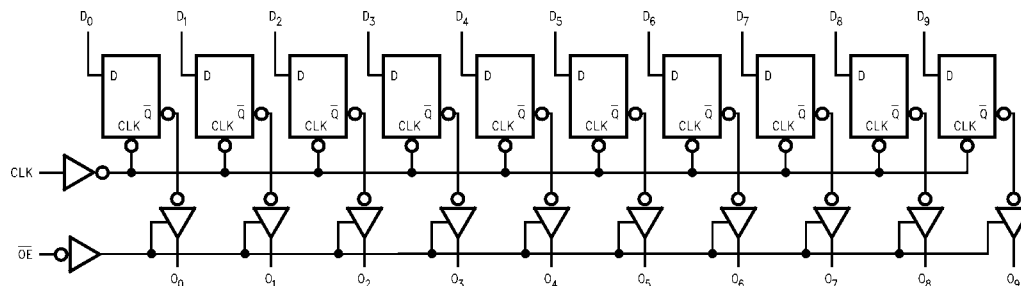 D₀ D₁ D₂ D₃ D₄ D₅ D₆ D₇ D₈ D₉
D D D D D D D D D D
Q̅ Q̅ Q̅ Q̅ Q̅ Q̅ Q̅ Q̅ Q̅ Q̅
CLK CLK CLK CLK CLK CLK CLK CLK CLK CLK
CLK
O̅E̅
O₀ O₁ O₂ O₃ O₄ O₅ O₆ O₇ O₈ O₉